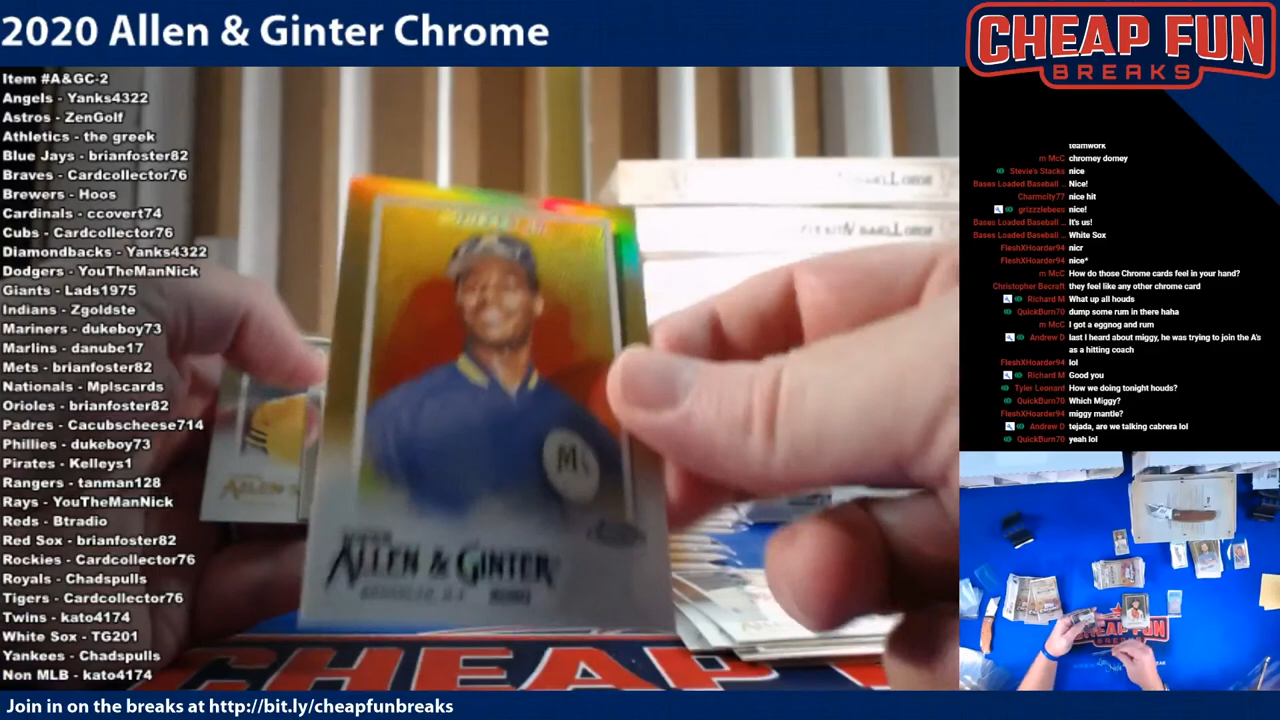 2020 Allen & Ginter Chrome
CHEAP FUN
BREAKS
Item #A&GC-2
Angels - Yanks4322
Astros - ZenGolf
Athletics - the greek
Blue Jays - brianfoster82
Braves - Cardcollector76
Brewers - Hoos
Cardinals - ccovert74
Cubs - Cardcollector76
Diamondbacks - Yanks4322
Dodgers - YouTheManNick
Giants - Lads1975
Indians - Zgoldste
Mariners - dukeboy73
Marlins - danube17
Mets - brianfoster82
Nationals - Mplscards
Orioles - brianfoster82
Padres - Cacubscheese714
Phillies - dukeboy73
Pirates - Kelleys1
Rangers - tanman128
Rays - YouTheManNick
Reds - Btradio
Red Sox - brianfoster82
Rockies - Cardcollector76
Royals - Chadspulls
Tigers - Cardcollector76
Twins - kato4174
White Sox - TG201
Yankees - Chadspulls
Non MLB - kato4174
M
ALLEN & GINTER
CHEAP FU
teamwork
m McC chromey domey
Stevie's Stacks nice
Bases Loaded Baseball .. Nice!
Charmcity77 nice hit
grizzzlebess nice!
Bases Loaded Baseball .. It's us!
Bases Loaded Baseball .. White Sox
FleshXHoarder94 nicr
FleshXHoarder94 nice*
m McC How do those Chrome cards feel in your hand?
Christopher Becraft they feel like any other chrome card
Richard M What up all houds
QuickBurn70 dump some rum in there haha
m McC I got a eggnog and rum
Andrew D last I heard about miggy, he was trying to join the A's
as a hitting coach
FleshXHoarder94 lol
Richard M Good you
Tyler Leonard How we doing tonight houds?
QuickBurn70 Which Miggy?
FleshXHoarder94 miggy mantle?
Andrew D tejada, are we talking cabrera lol
QuickBurn70 yeah lol
CHEAP FUN
BREAKS
Join in on the breaks at http://bit.ly/cheapfunbreaks